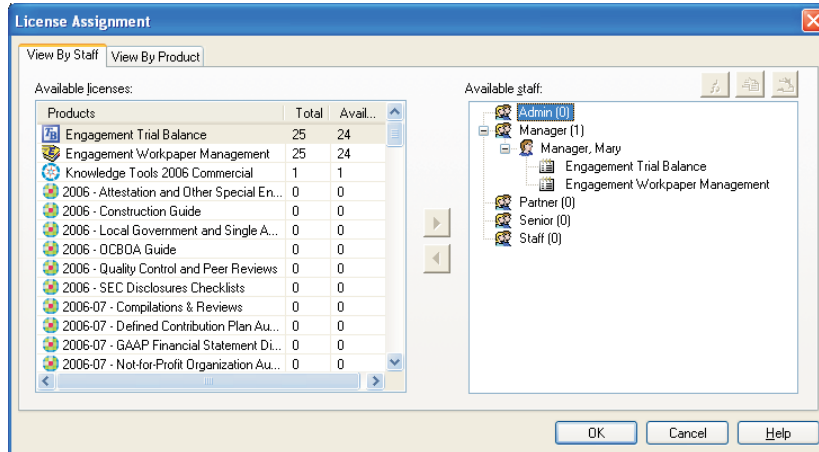 License Assignment
View By Staff View By Product
Available licenses:
Products Total Avail...
Engagement Trial Balance 25 24
Engagement Workpaper Management 25 24
Knowledge Tools 2006 Commercial 1 1
2006 - Attestation and Other Special En... 0 0
2006 - Construction Guide 0 0
2006 - Local Government and Single A... 0 0
2006 - OCBOA Guide 0 0
2006 - Quality Control and Peer Reviews 0 0
2006 - SEC Disclosures Checklists 0 0
2006-07 - Compilations & Reviews 0 0
2006-07 - Defined Contribution Plan Au... 0 0
2006-07 - GAAP Financial Statement Di... 0 0
2006-07 - Not-for-Profit Organization Au... 0 0
Available staff:
Admin (0)
Manager (1)
Manager, Mary
Engagement Trial Balance
Engagement Workpaper Management
Partner (0)
Senior (0)
Staff (0)
OK Cancel Help